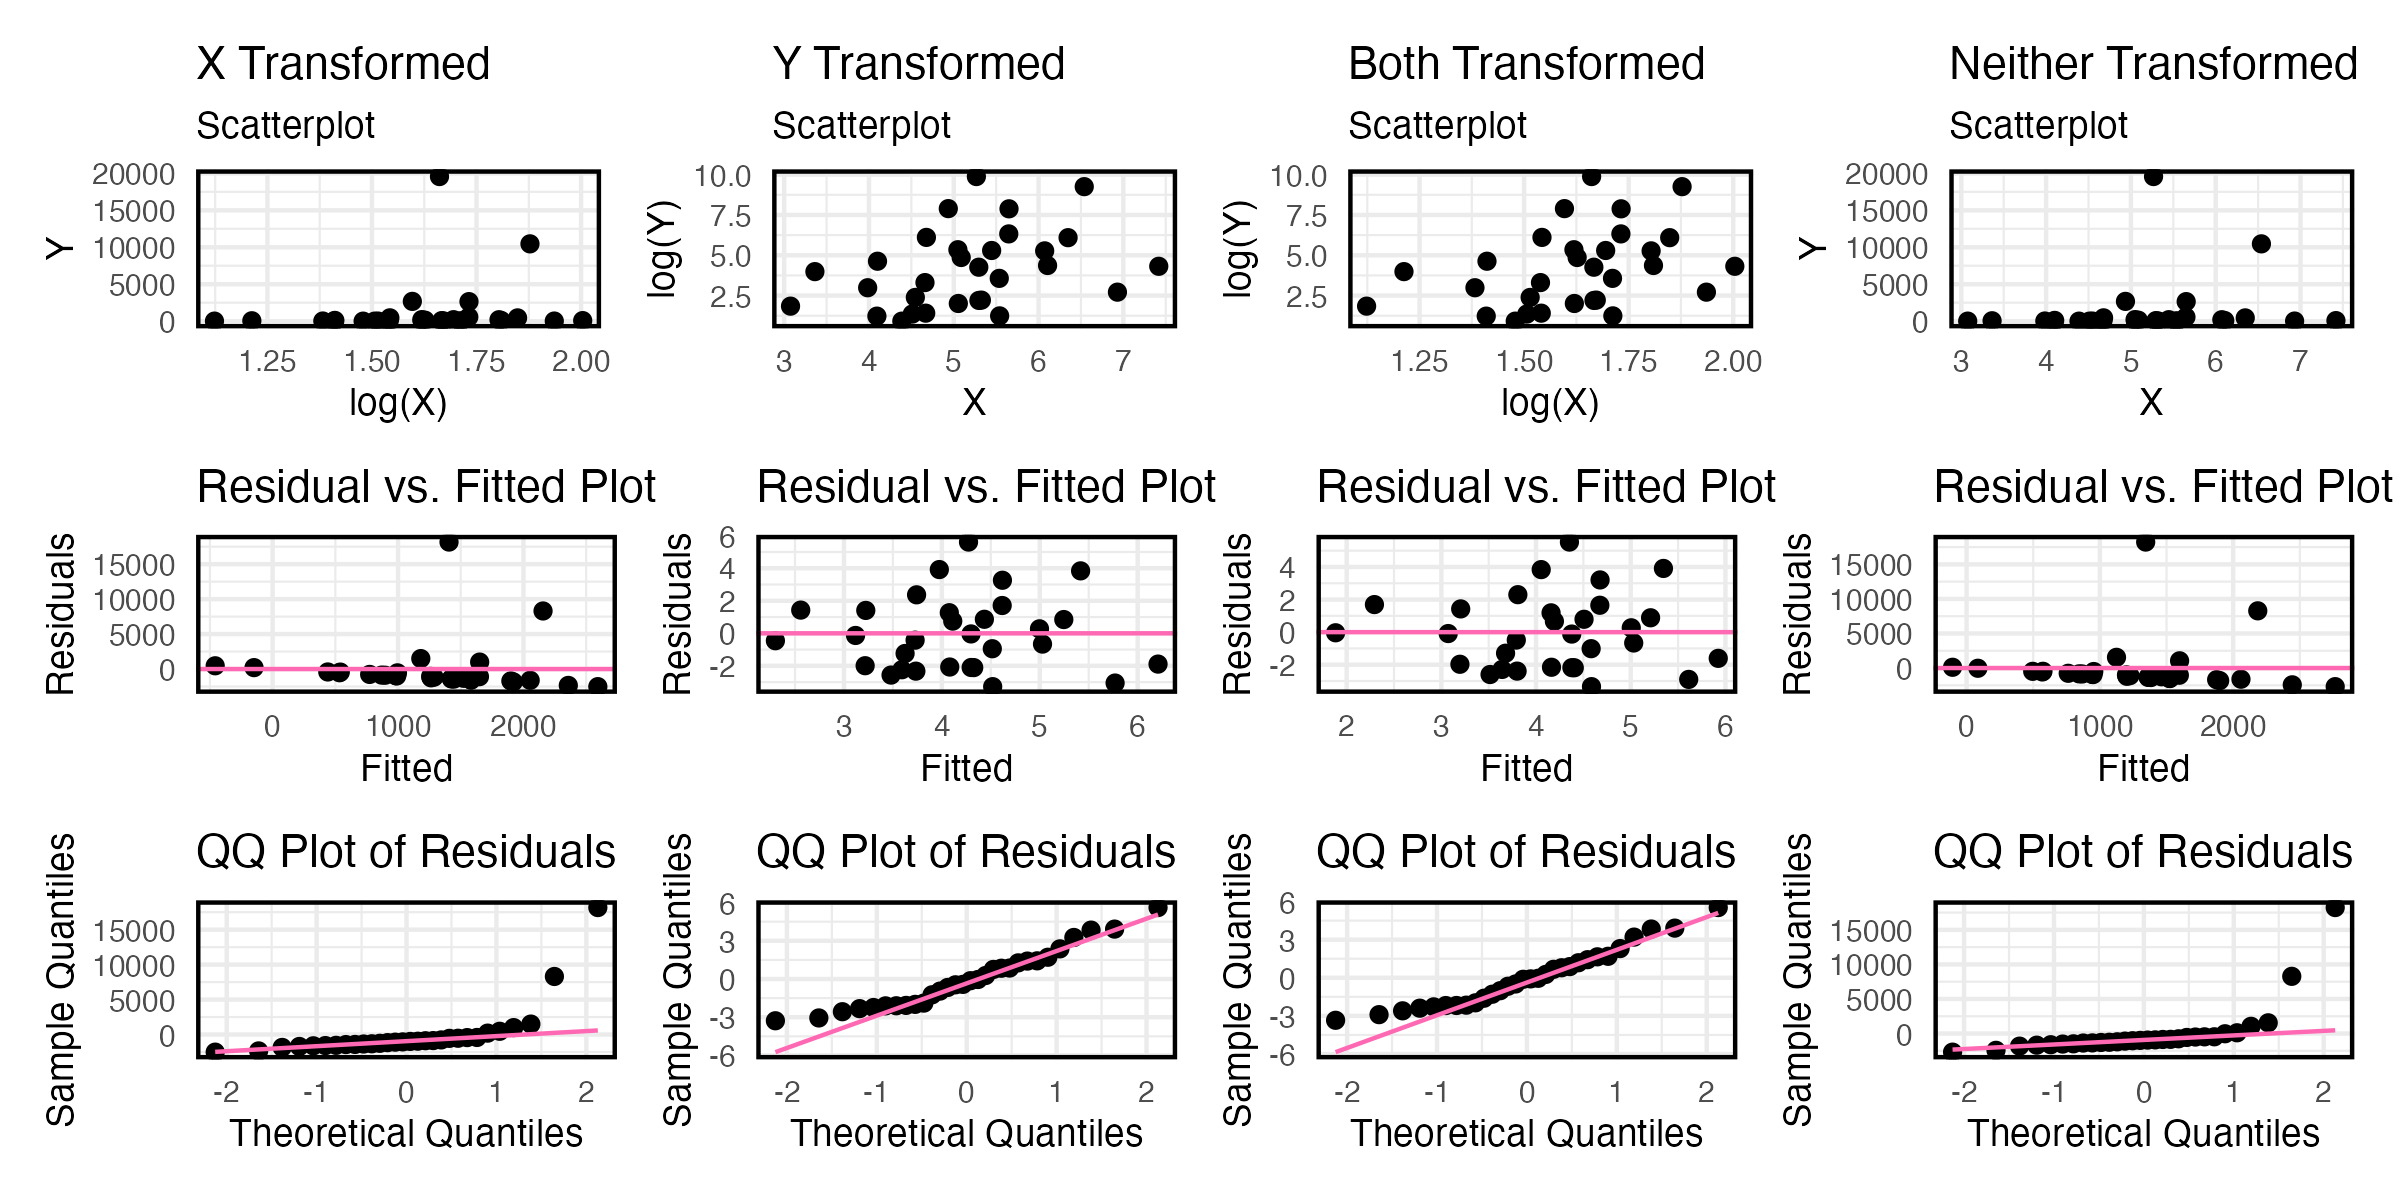 X Transformed
Scatterplot
Y
20000
15000
10000
5000
0
1.25 1.50 1.75 2.00
log(X)
Y Transformed
Scatterplot
log(Y)
10.0
7.5
5.0
2.5
3 4 5 6 7
X
Both Transformed
Scatterplot
log(Y)
10.0
7.5
5.0
2.5
1.25 1.50 1.75 2.00
log(X)
Neither Transformed
Scatterplot
Y
20000
15000
10000
5000
0
3 4 5 6 7
X
Residual vs. Fitted Plot
Residuals
15000
10000
5000
0
0 1000 2000
Fitted
Residual vs. Fitted Plot
Residuals
6
4
2
0
-2
3 4 5 6
Fitted
Residual vs. Fitted Plot
Residuals
4
2
0
-2
2 3 4 5 6
Fitted
Residual vs. Fitted Plot
Residuals
15000
10000
5000
0
0 1000 2000
Fitted
QQ Plot of Residuals
Sample Quantiles
15000
10000
5000
0
-2 -1 0 1 2
Theoretical Quantiles
QQ Plot of Residuals
Sample Quantiles
6
3
0
-3
-6
-2 -1 0 1 2
Theoretical Quantiles
QQ Plot of Residuals
Sample Quantiles
6
3
0
-3
-6
-2 -1 0 1 2
Theoretical Quantiles
QQ Plot of Residuals
Sample Quantiles
15000
10000
5000
0
-2 -1 0 1 2
Theoretical Quantiles